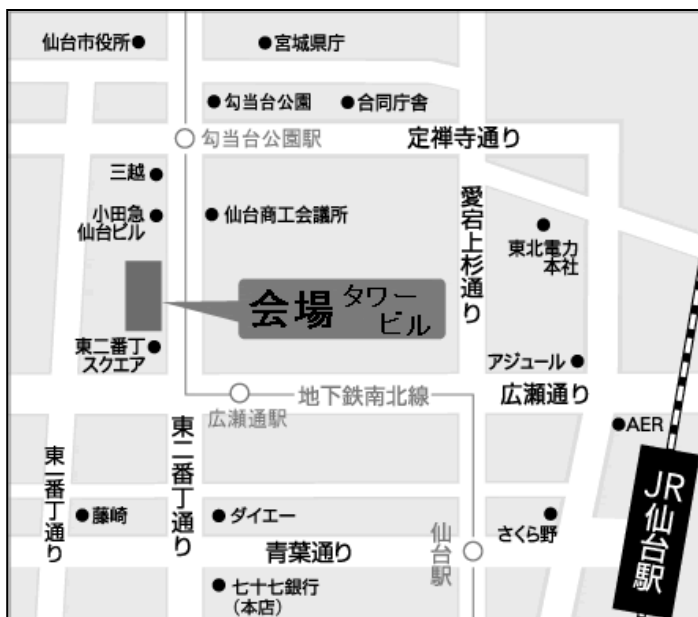 仙台市役所
宮城県庁
勾当台公園
合同庁舎
勾当台公園駅
定禅寺通り
三越
小田急
仙台ビル
仙台商工会議所
愛宕上杉通り
東北電力
本社
会場 タワー
ビル
東二番丁
スクエア
アジュール
地下鉄南北線
広瀬通り
広瀬通駅
AER
東一番丁通り
東二番丁通り
JR仙台駅
藤崎
ダイエー
さくら野
青葉通り
仙台駅
七十七銀行
(本店)